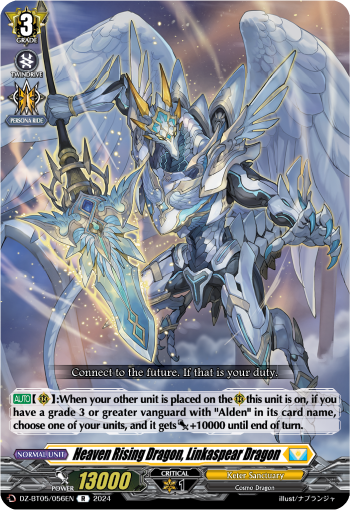 3
GRADE
TWINDRIVE
PERSONA RIDE
Connect to the future. If that is your duty.
AUTO【 】:When your other unit is placed on the this unit is on, if you
have a grade 3 or greater vanguard with "Alden" in its card name,
choose one of your units, and it gets +10000 until end of turn.
NORMAL UNIT Heaven Rising Dragon, Linkaspear Dragon
POWER 13000 CRITICAL 1 Keter Sanctuary
Cosmo Dragon
DZ-BT05/056EN R 2024 illust/ナブランジャ